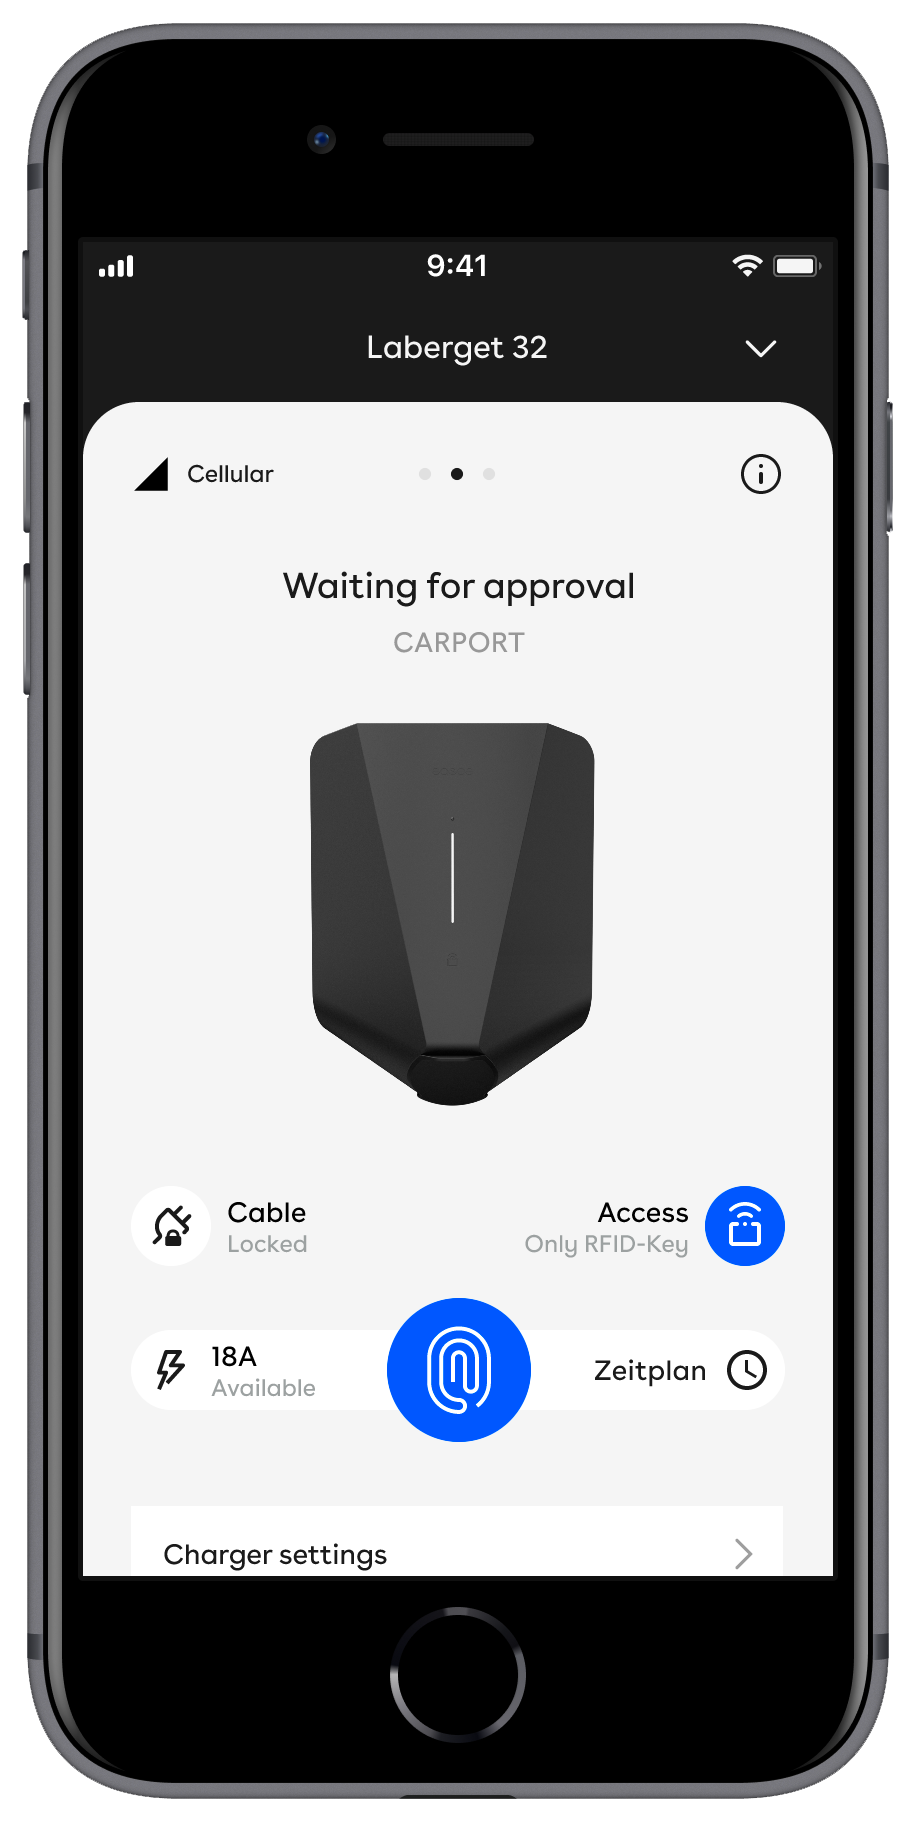 9:41
Laberget 32
Cellular
Waiting for approval
CARPORT
Cable
Locked
Access
Only RFID-Key
18A
Available
Zeitplan
Charger settings